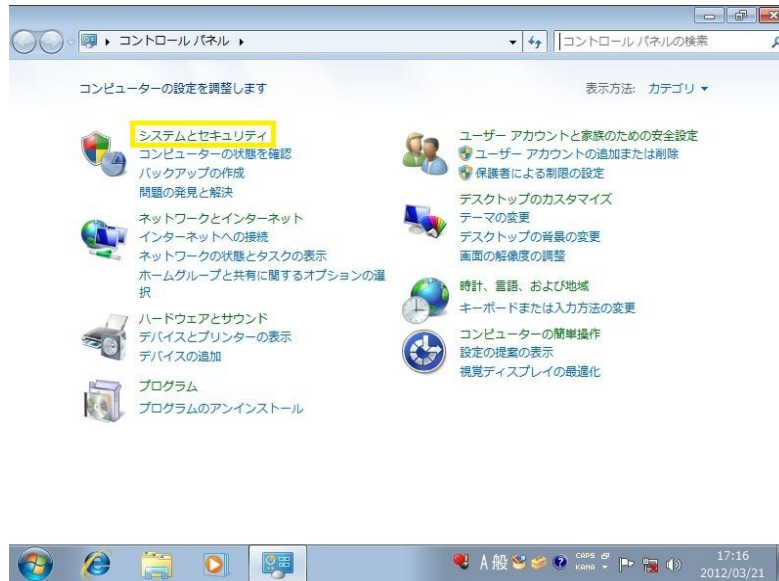 コントロール パネル
コントロール パネルの検索
コンピューターの設定を調整します
表示方法: カテゴリ
システムとセキュリティ
コンピューターの状態を確認
バックアップの作成
問題の発見と解決
ネットワークとインターネット
インターネットへの接続
ネットワークの状態とタスクの表示
ホームグループと共有に関するオプションの選
択
ハードウェアとサウンド
デバイスとプリンターの表示
デバイスの追加
プログラム
プログラムのアンインストール
ユーザー アカウントと家族のための安全設定
ユーザー アカウントの追加または削除
保護者による制限の設定
デスクトップのカスタマイズ
テーマの変更
デスクトップの背景の変更
画面の解像度の調整
時計、言語、および地域
キーボードまたは入力方法の変更
コンピューターの簡単操作
設定の提案の表示
視覚ディスプレイの最適化
A 般
CAPS
KANA
17:16
2012/03/21